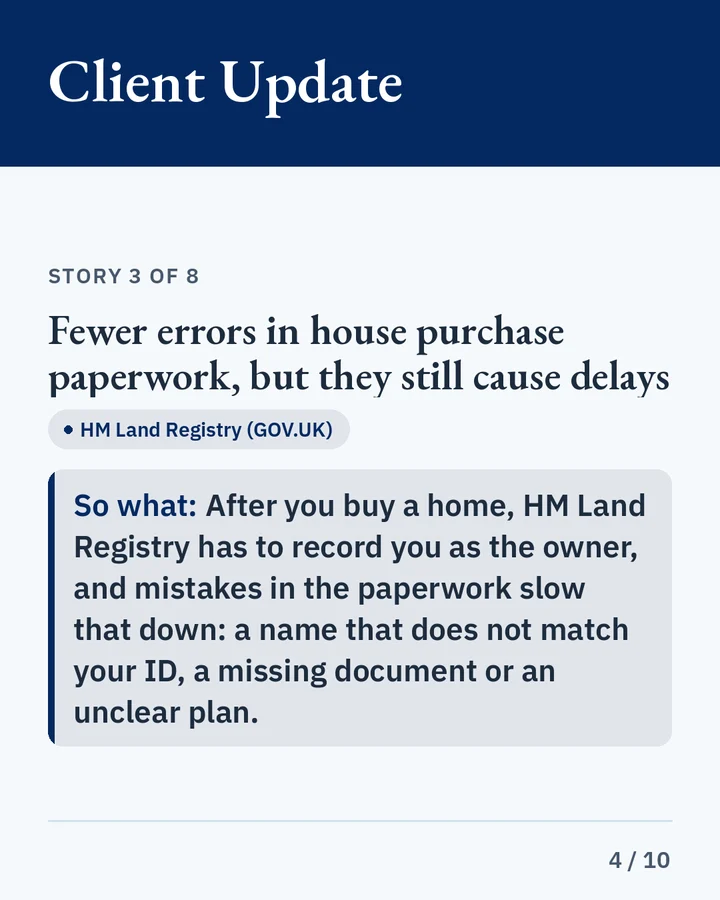 Client Update
STORY 3 OF 8
Fewer errors in house purchase
paperwork, but they still cause delays
• HM Land Registry (GOV.UK)
So what: After you buy a home, HM Land
Registry has to record you as the owner,
and mistakes in the paperwork slow
that down: a name that does not match
your ID, a missing document or an
unclear plan.
4 / 10